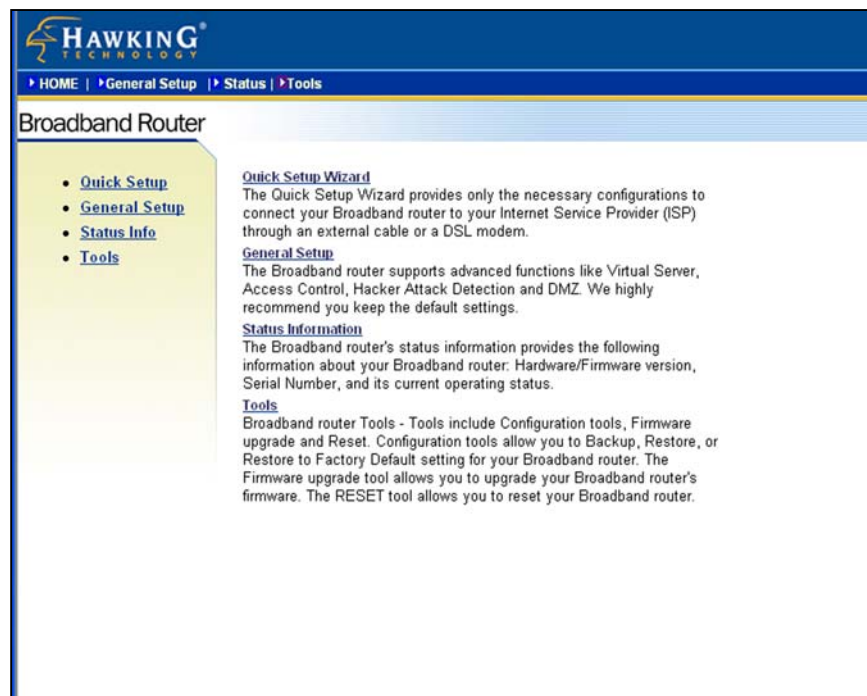 HAWKING®
TECHNOLOGY
HOME | General Setup | Status | Tools
Broadband Router
Quick Setup
General Setup
Status Info
Tools
Quick Setup Wizard
The Quick Setup Wizard provides only the necessary configurations to
connect your Broadband router to your Internet Service Provider (ISP)
through an external cable or a DSL modem.
General Setup
The Broadband router supports advanced functions like Virtual Server,
Access Control, Hacker Attack Detection and DMZ. We highly
recommend you keep the default settings.
Status Information
The Broadband router's status information provides the following
information about your Broadband router: Hardware/Firmware version,
Serial Number, and its current operating status.
Tools
Broadband router Tools - Tools include Configuration tools, Firmware
upgrade and Reset. Configuration tools allow you to Backup, Restore, or
Restore to Factory Default setting for your Broadband router. The
Firmware upgrade tool allows you to upgrade your Broadband router's
firmware. The RESET tool allows you to reset your Broadband router.